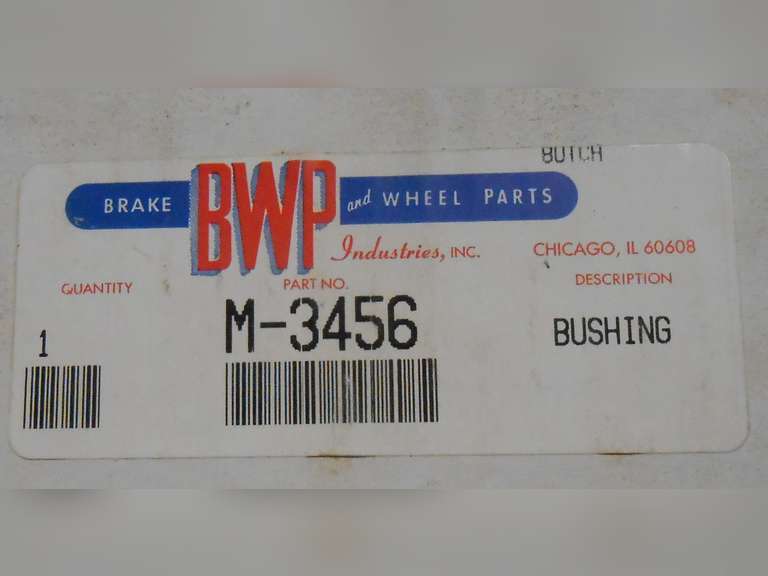 BUTCH
BRAKE BWP and WHEEL PARTS
Industries, INC.
CHICAGO, IL 60608
QUANTITY
PART NO.
DESCRIPTION
1
M-3456
BUSHING